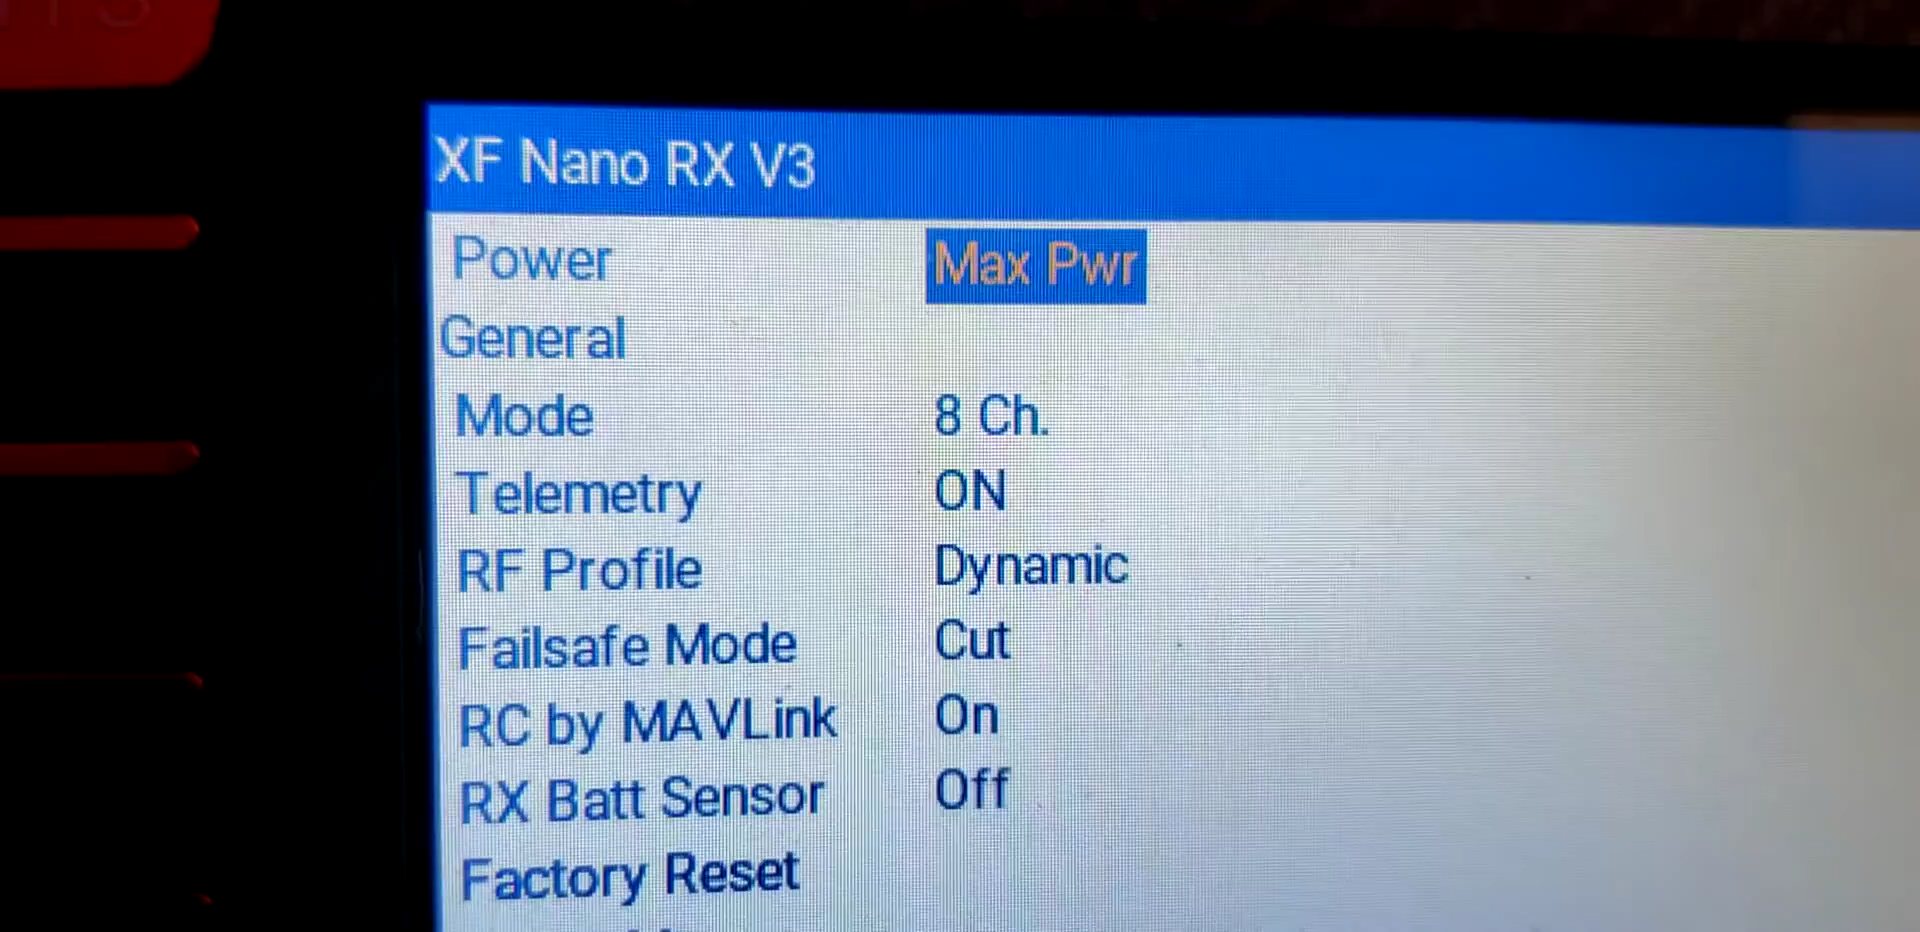 XF Nano RX V3
Power Max Pwr
General
Mode 8 Ch.
Telemetry ON
RF Profile Dynamic
Failsafe Mode Cut
RC by MAVLink On
RX Batt Sensor Off
Factory Reset